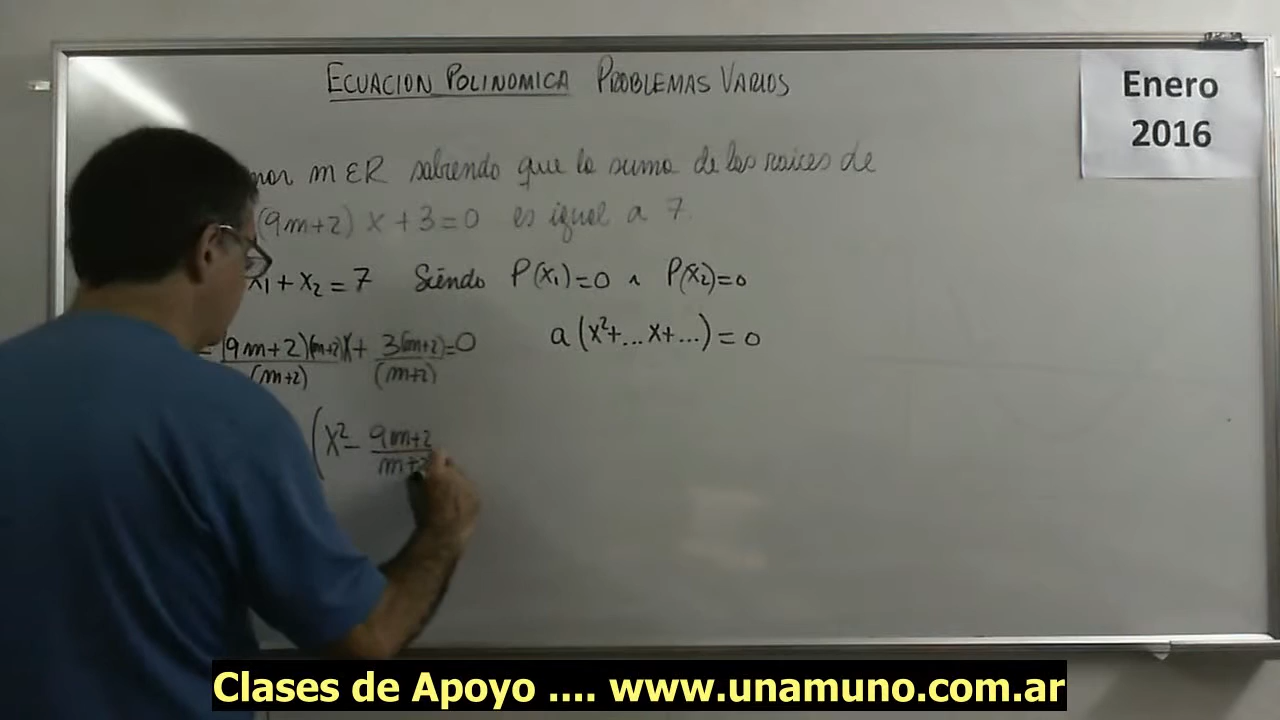 ECUACION POLINOMICA PROBLEMAS VARIOS
Enero
2016
m ER sabiendo que la suma de las raices de
(9m+2) X + 3 = 0 es igual a 7
X₁ + X₂ = 7 Siendo P(X₁)=0 ∧ P(X₂)=0
(9m+2)(m+2)X + 3(m+2) = 0 a (X²+...X+...) = 0
(m+2) (m+2)
(X² - 9m+2
m+2
Clases de Apoyo .... www.unamuno.com.ar